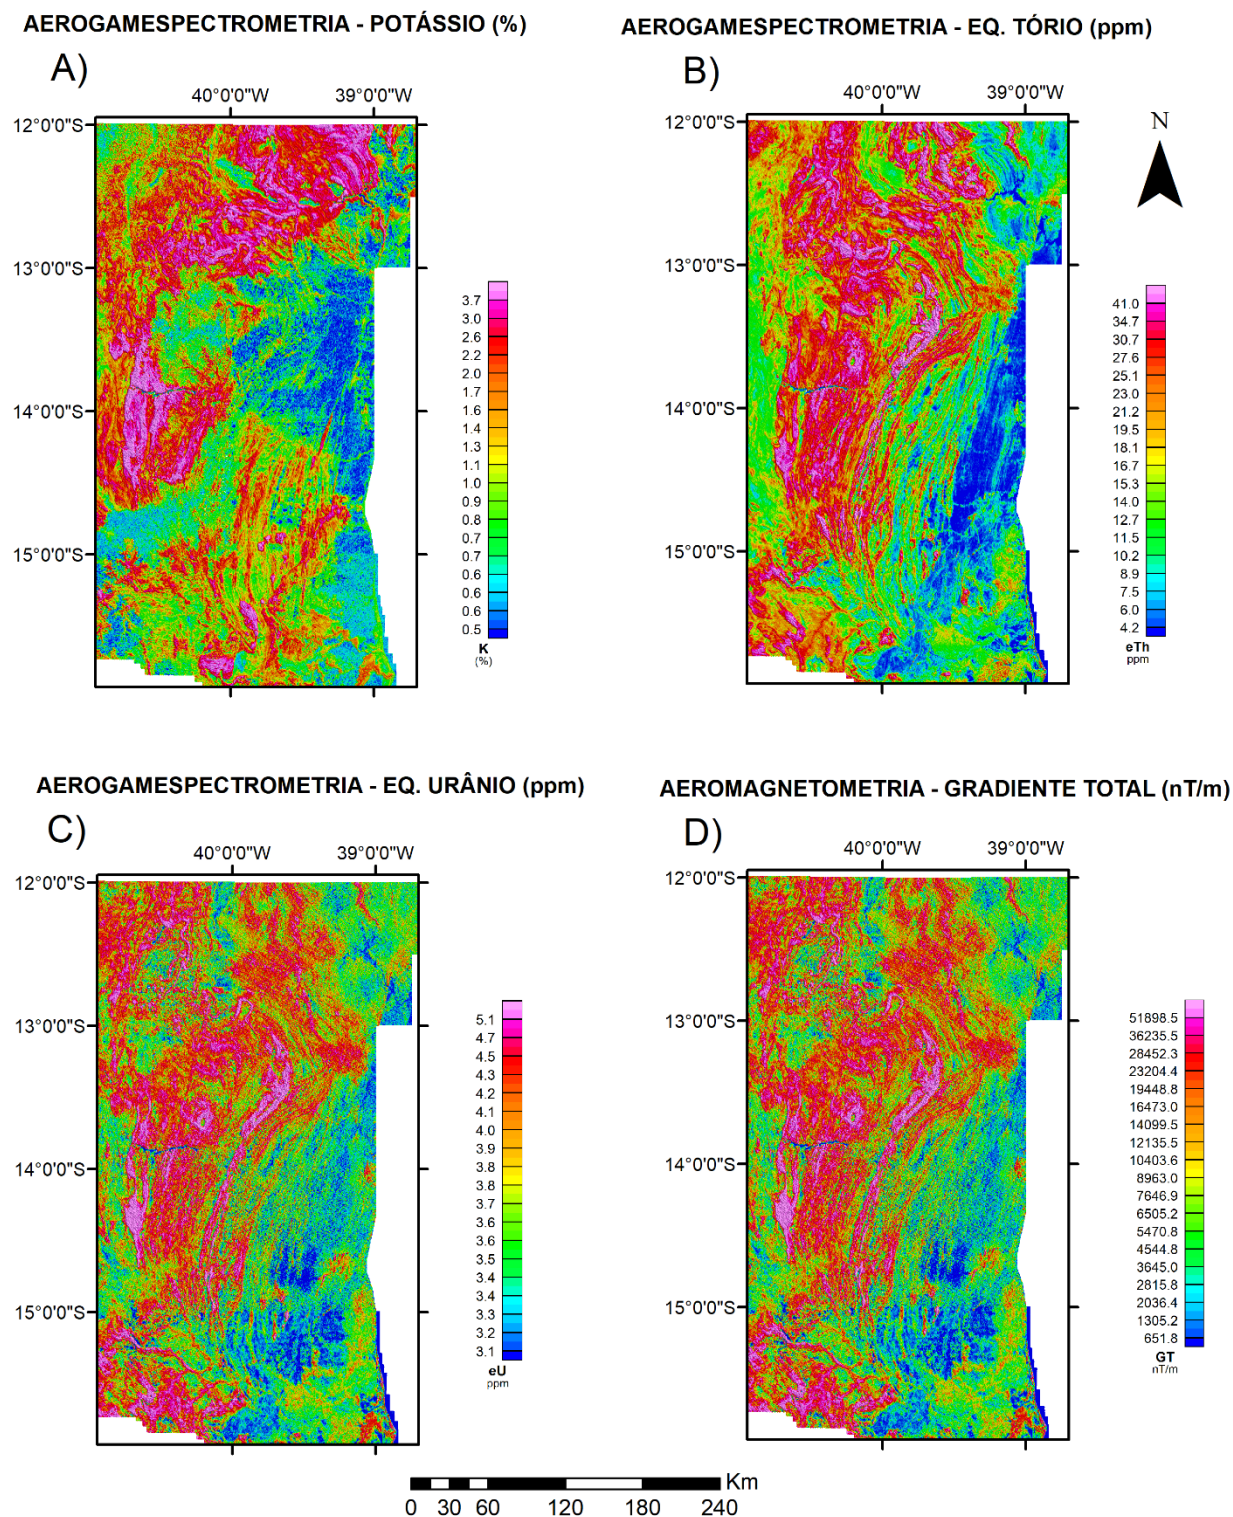 AEROGAMESPECTROMETRIA - POTÁSSIO (%)
A)
40°0'0"W 39°0'0"W
12°0'0"S
13°0'0"S
14°0'0"S
15°0'0"S
3.7
3.0
2.6
2.2
2.0
1.7
1.6
1.4
1.3
1.1
1.0
0.9
0.8
0.7
0.7
0.6
0.6
0.6
0.5
K
(%)
AEROGAMESPECTROMETRIA - EQ. TÓRIO (ppm)
B)
40°0'0"W 39°0'0"W
12°0'0"S
13°0'0"S
14°0'0"S
15°0'0"S
N
41.0
34.7
30.7
27.6
25.1
23.0
21.2
19.5
18.1
16.7
15.3
14.0
12.7
11.5
10.2
8.9
7.5
6.0
4.2
eTh
ppm
AEROGAMESPECTROMETRIA - EQ. URÂNIO (ppm)
C)
40°0'0"W 39°0'0"W
12°0'0"S
13°0'0"S
14°0'0"S
15°0'0"S
5.1
4.7
4.5
4.3
4.2
4.1
4.0
3.9
3.8
3.7
3.6
3.5
3.4
3.3
3.2
3.1
eU
ppm
AEROMAGNETOMETRIA - GRADIENTE TOTAL (nT/m)
D)
40°0'0"W 39°0'0"W
12°0'0"S
13°0'0"S
14°0'0"S
15°0'0"S
51898.5
36235.5
28452.3
23204.4
19448.8
16473.0
14099.5
12135.5
10403.6
8963.0
7646.9
6505.2
5470.8
4544.8
3645.0
2815.8
2036.4
1305.2
651.8
GT
nT/m
Km
0 30 60 120 180 240